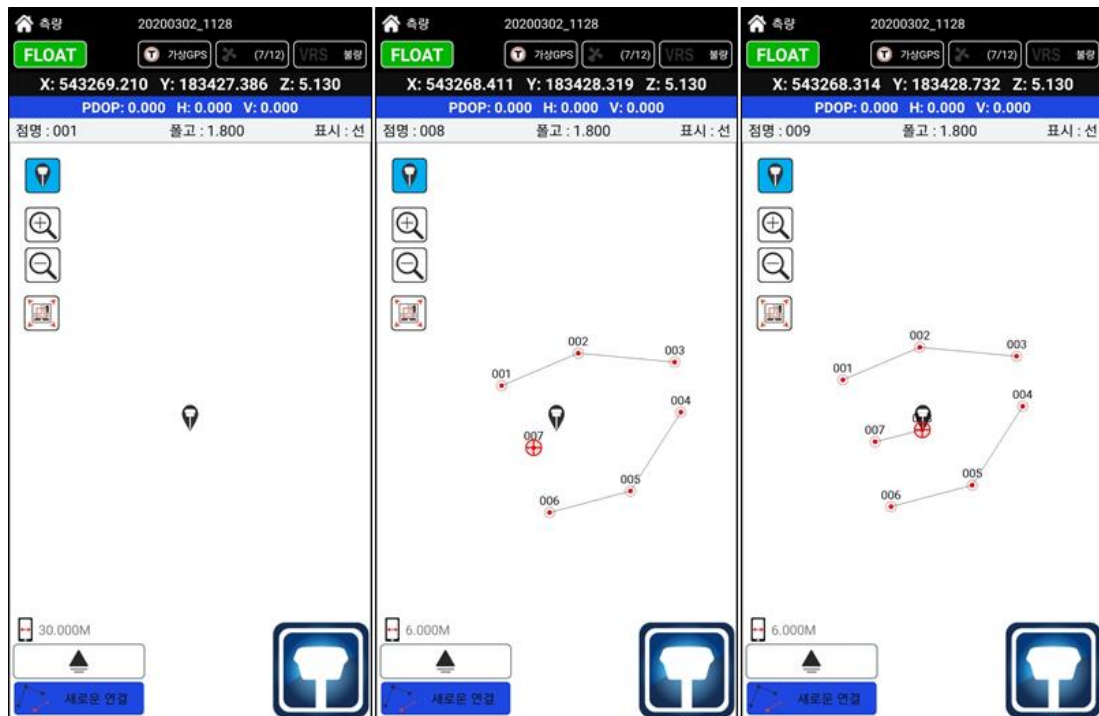 측량 20200302_1128
FLOAT 가상GPS (7/12) VRS 불량
X: 543269.210 Y: 183427.386 Z: 5.130
PDOP: 0.000 H: 0.000 V: 0.000
점명 : 001 폴고 : 1.800 표시 : 선
30.000M
새로운 연결
측량 20200302_1128
FLOAT 가상GPS (7/12) VRS 불량
X: 543268.411 Y: 183428.319 Z: 5.130
PDOP: 0.000 H: 0.000 V: 0.000
점명 : 008 폴고 : 1.800 표시 : 선
002
003
001
004
007
005
006
6.000M
새로운 연결
측량 20200302_1128
FLOAT 가상GPS (7/12) VRS 불량
X: 543268.314 Y: 183428.732 Z: 5.130
PDOP: 0.000 H: 0.000 V: 0.000
점명 : 009 폴고 : 1.800 표시 : 선
002
003
001
004
007
005
006
6.000M
새로운 연결